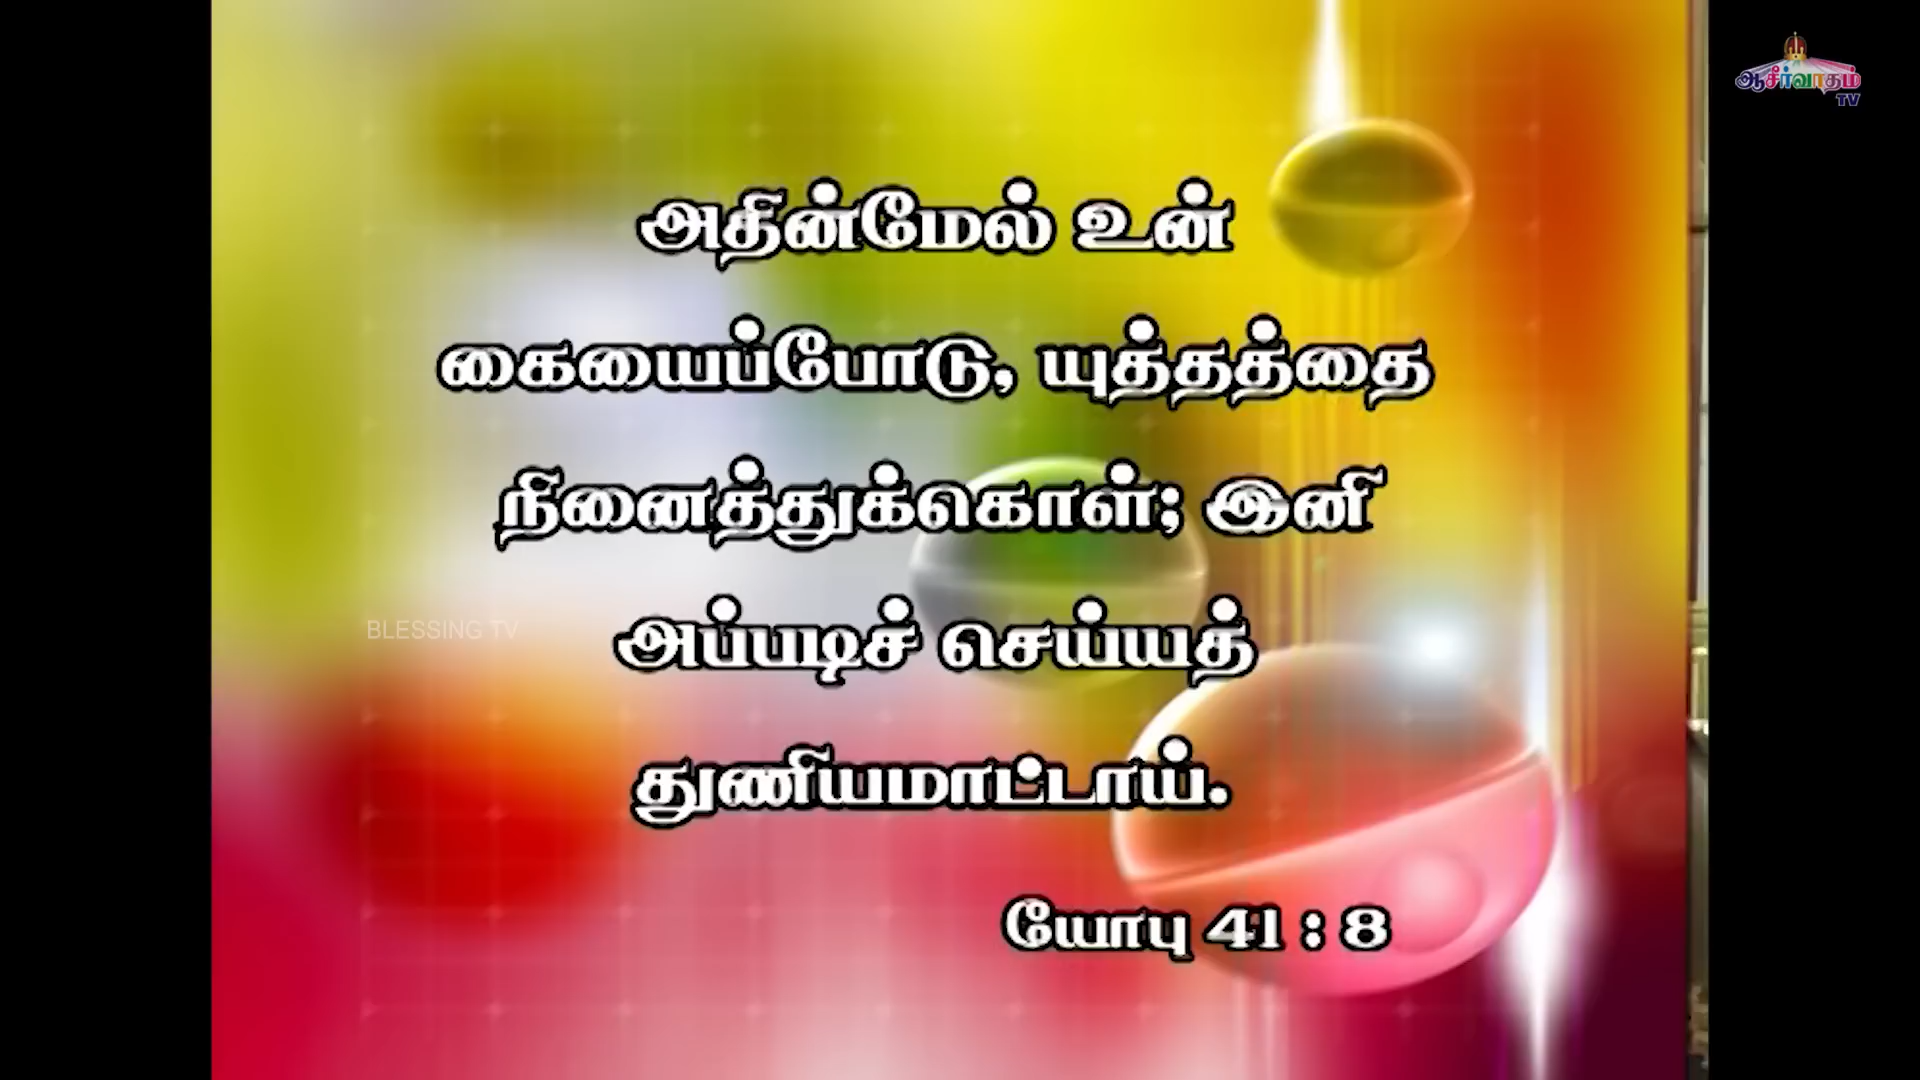 ஆசீர்வாதம்
TV
அதின்மேல் உன்
கையைப்போடு, யுத்தத்தை
நினைத்துக்கொள்; இனி
அப்படிச் செய்யத்
துணியமாட்டாய்.
யோபு 41 : 8
BLESSING TV